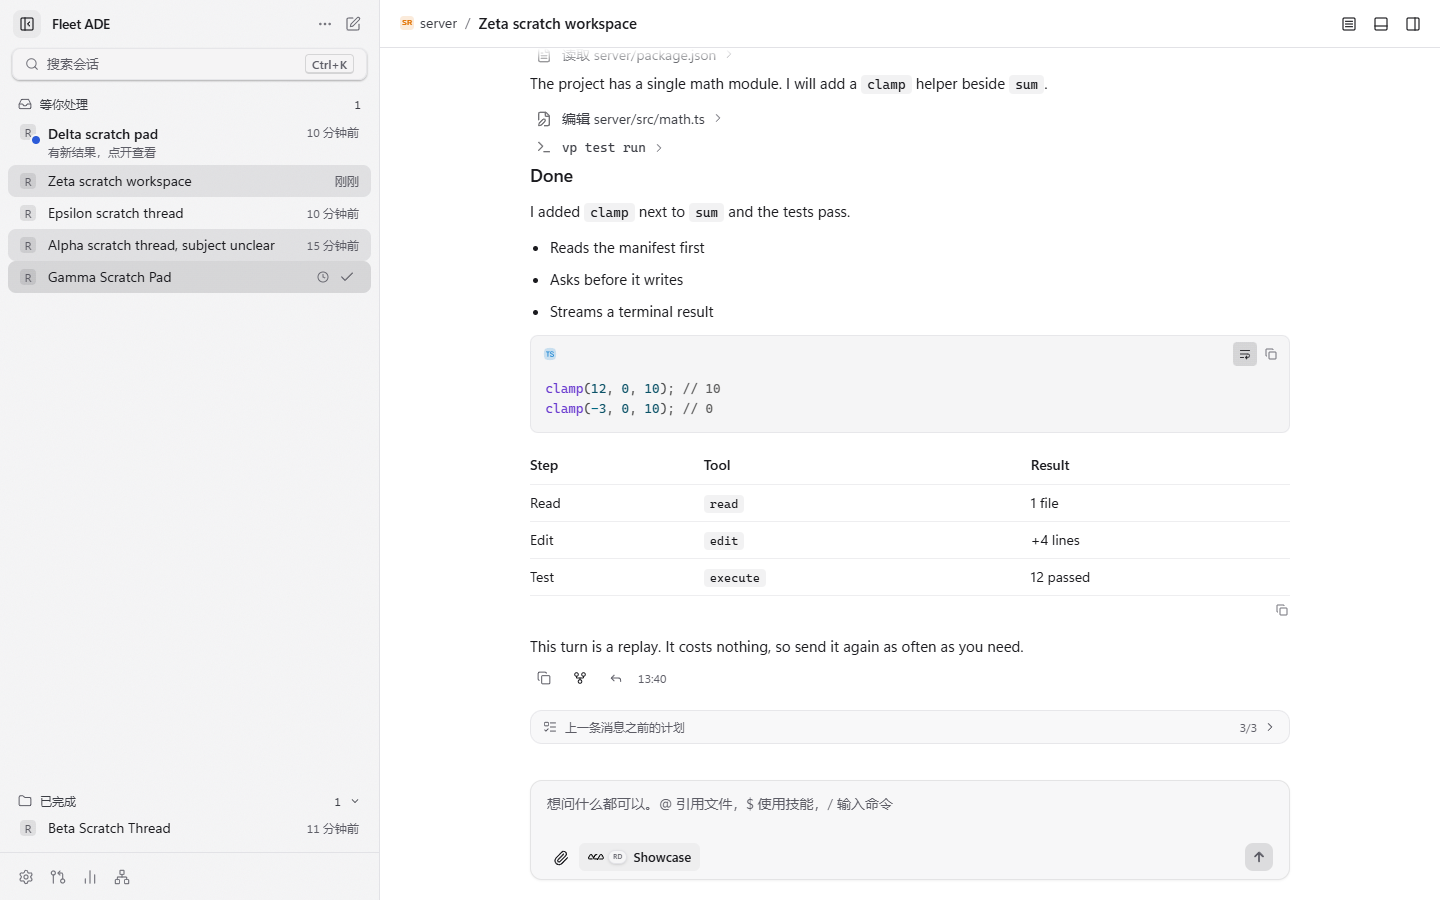 Fleet ADE
搜索会话
Ctrl+K
等你处理
1
R
Delta scratch pad
10 分钟前
有新结果，点开查看
R
Zeta scratch workspace
刚刚
R
Epsilon scratch thread
10 分钟前
R
Alpha scratch thread, subject unclear
15 分钟前
R
Gamma Scratch Pad
已完成
1
R
Beta Scratch Thread
11 分钟前
SR
server / Zeta scratch workspace
读取 server/package.json
The project has a single math module. I will add a clamp helper beside sum.
编辑 server/src/math.ts
vp test run
Done
I added clamp next to sum and the tests pass.
• Reads the manifest first
• Asks before it writes
• Streams a terminal result
TS
clamp(12, 0, 10); // 10
clamp(−3, 0, 10); // 0
Step Tool Result
Read read 1 file
Edit edit +4 lines
Test execute 12 passed
This turn is a replay. It costs nothing, so send it again as often as you need.
13:40
上一条消息之前的计划
3/3
想问什么都可以。@ 引用文件，$ 使用技能，/ 输入命令
RD
Showcase